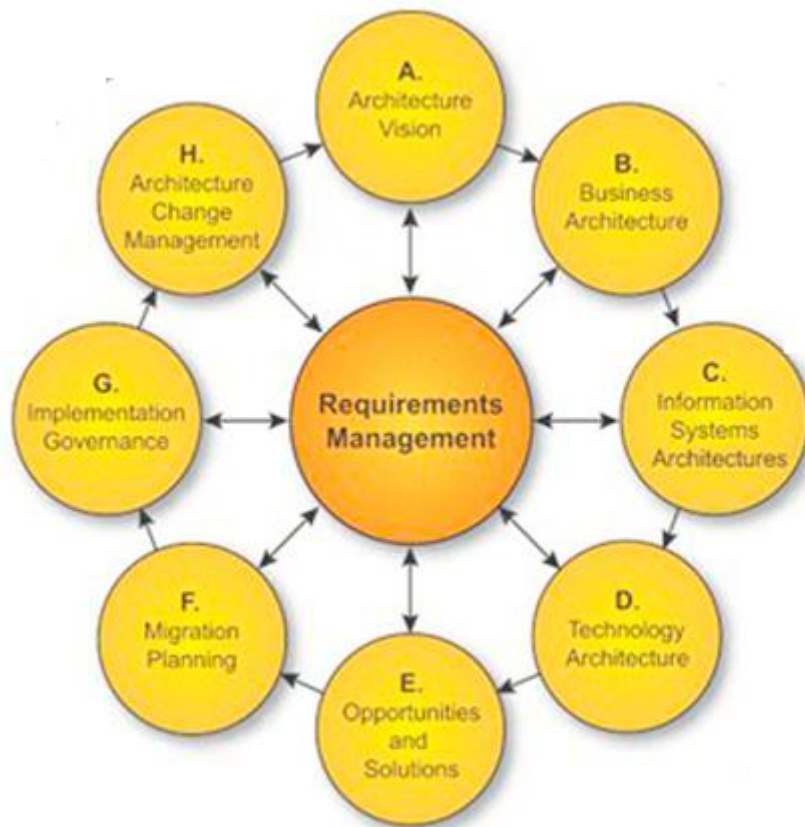 A.
Architecture
Vision
B.
Business
Architecture
C.
Information
Systems
Architectures
D.
Technology
Architecture
E.
Opportunities
and
Solutions
F.
Migration
Planning
G.
Implementation
Governance
H.
Architecture
Change
Management
Requirements
Management